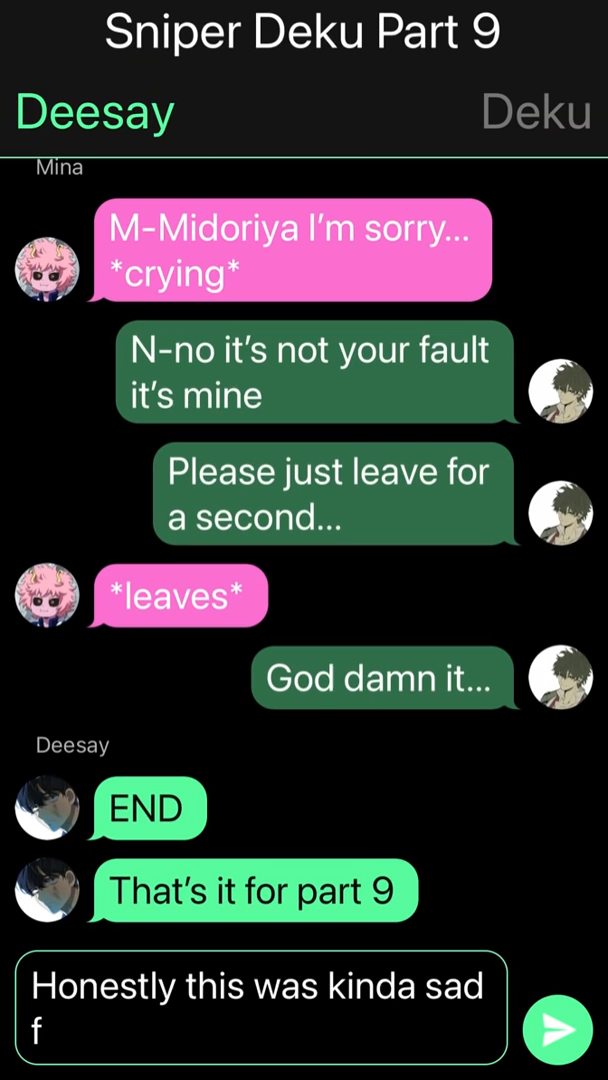 Sniper Deku Part 9
Deesay
Deku
Mina
M-Midoriya I’m sorry...
*crying*
N-no it’s not your fault
it’s mine
Please just leave for
a second...
*leaves*
God damn it...
Deesay
END
That’s it for part 9
Honestly this was kinda sad
f